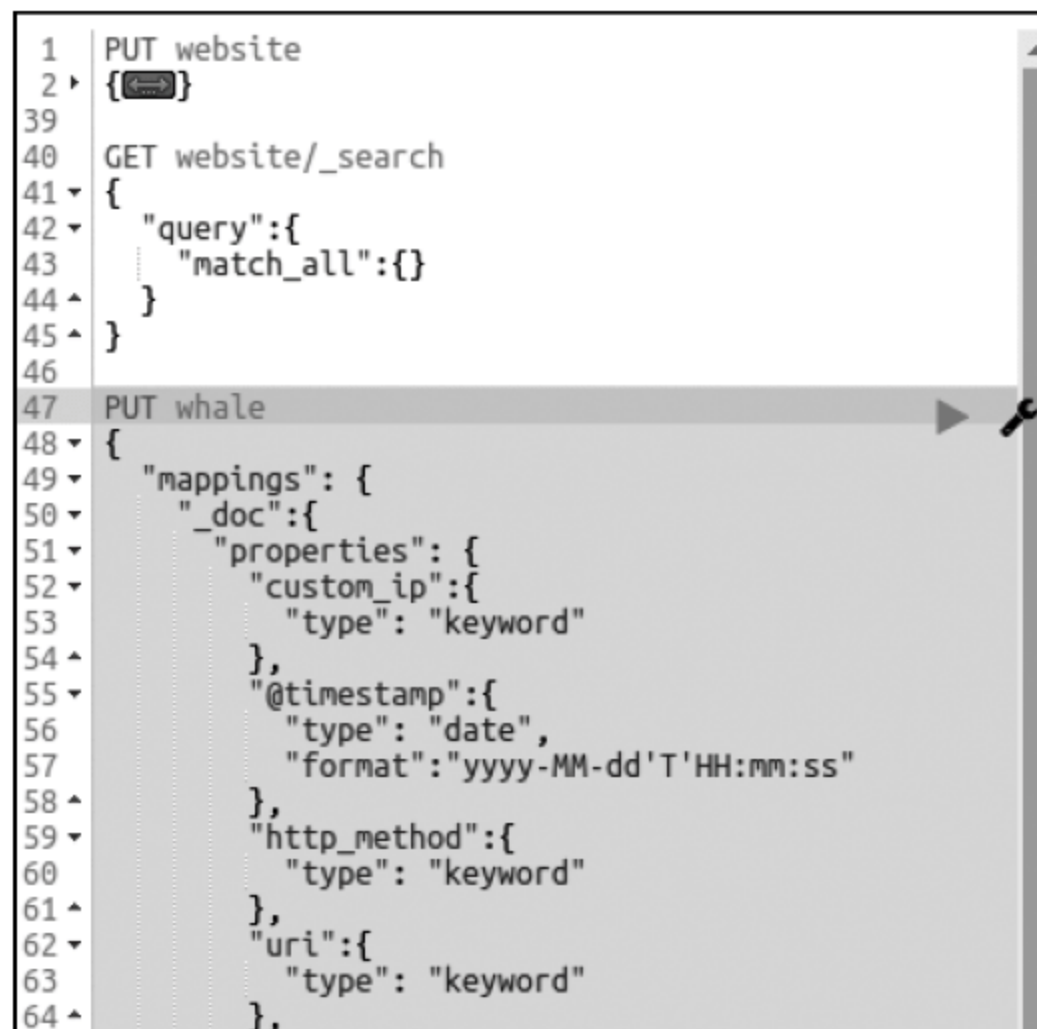 1 PUT website
2 {}
39
40 GET website/_search
41 {
42 "query":{
43 "match_all":{}
44 }
45 }
46
47 PUT whale
48 {
49 "mappings": {
50 "_doc":{
51 "properties": {
52 "custom_ip":{
53 "type": "keyword"
54 },
55 "@timestamp":{
56 "type": "date",
57 "format":"yyyy-MM-dd'T'HH:mm:ss"
58 },
59 "http_method":{
60 "type": "keyword"
61 },
62 "uri":{
63 "type": "keyword"
64 },